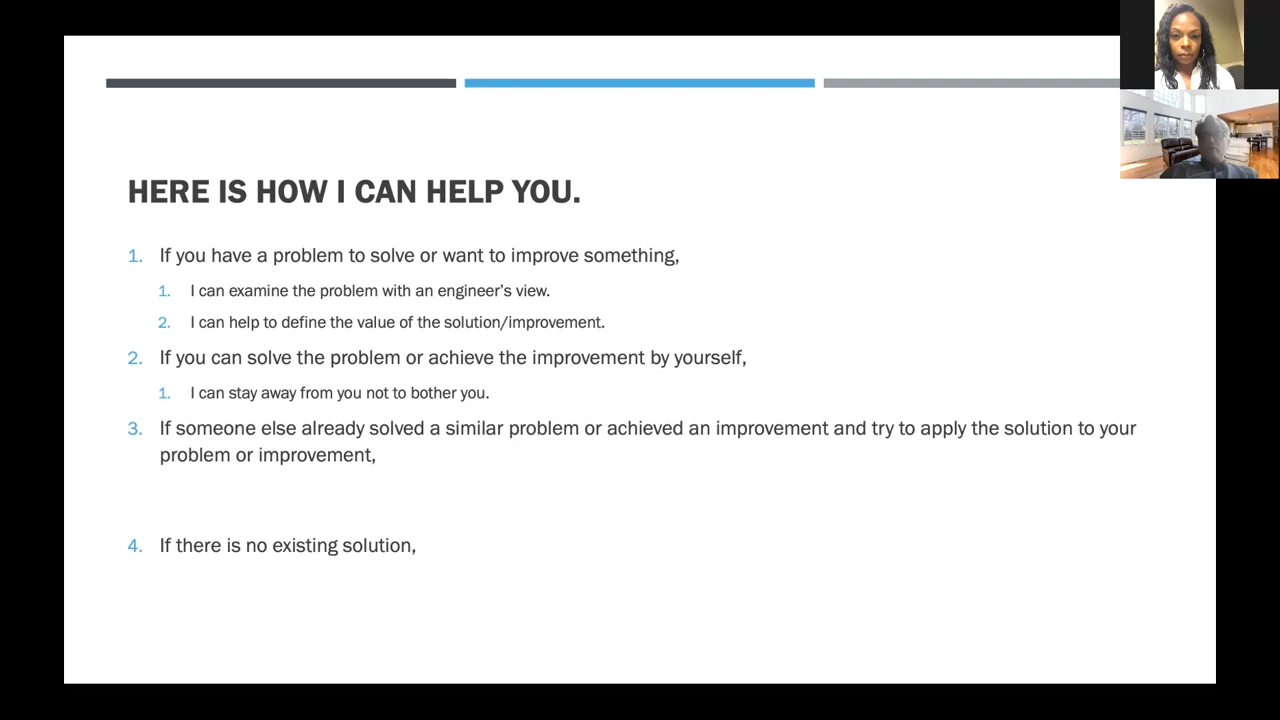 HERE IS HOW I CAN HELP YOU.
1. If you have a problem to solve or want to improve something,
1. I can examine the problem with an engineer’s view.
2. I can help to define the value of the solution/improvement.
2. If you can solve the problem or achieve the improvement by yourself,
1. I can stay away from you not to bother you.
3. If someone else already solved a similar problem or achieved an improvement and try to apply the solution to your
problem or improvement,
4. If there is no existing solution,